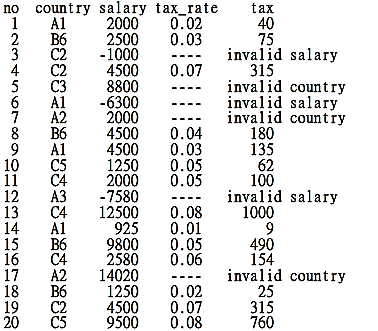 no country salary tax_rate tax
1 A1 2000 0.02 40
2 B6 2500 0.03 75
3 C2 -1000 ---- invalid salary
4 C2 4500 0.07 315
5 C3 8800 ---- invalid country
6 A1 -6300 ---- invalid salary
7 A2 2000 ---- invalid country
8 B6 4500 0.04 180
9 A1 4500 0.03 135
10 C5 1250 0.05 62
11 C4 2000 0.05 100
12 A3 -7580 ---- invalid salary
13 C4 12500 0.08 1000
14 A1 925 0.01 9
15 B6 9800 0.05 490
16 C4 2580 0.06 154
17 A2 14020 ---- invalid country
18 B6 1250 0.02 25
19 C2 4500 0.07 315
20 C5 9500 0.08 760